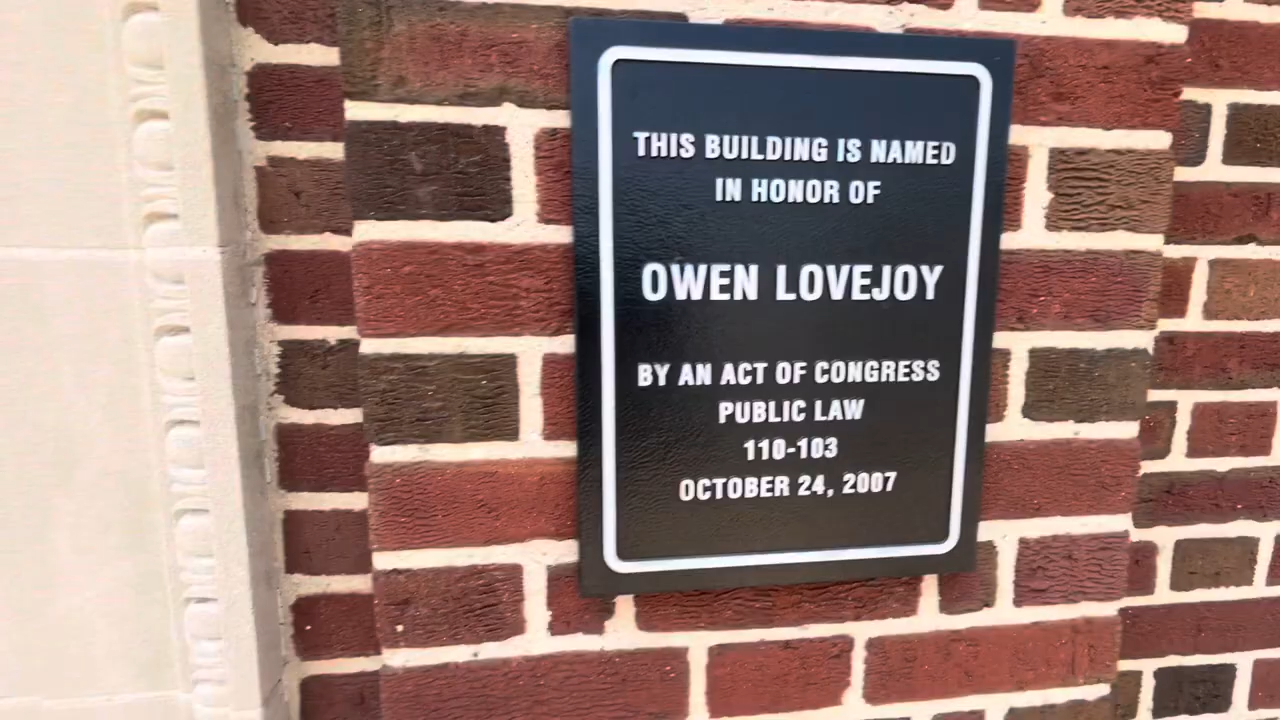 THIS BUILDING IS NAMED
IN HONOR OF
OWEN LOVEJOY
BY AN ACT OF CONGRESS
PUBLIC LAW
110-103
OCTOBER 24, 2007